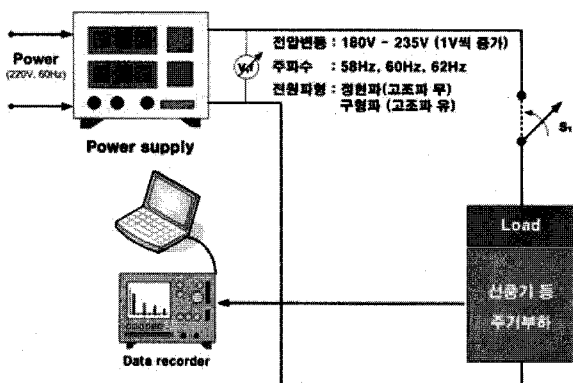 Power
(220V, 60Hz)
Power supply
V,f
전압변동 : 180V - 235V (1V씩 증가)
주파수 : 58Hz, 60Hz, 62Hz
전원파형 : 정현파(고조파 무)
구형파 (고조파 유)
S₁
Load
선풍기 등
주기부하
Data recorder